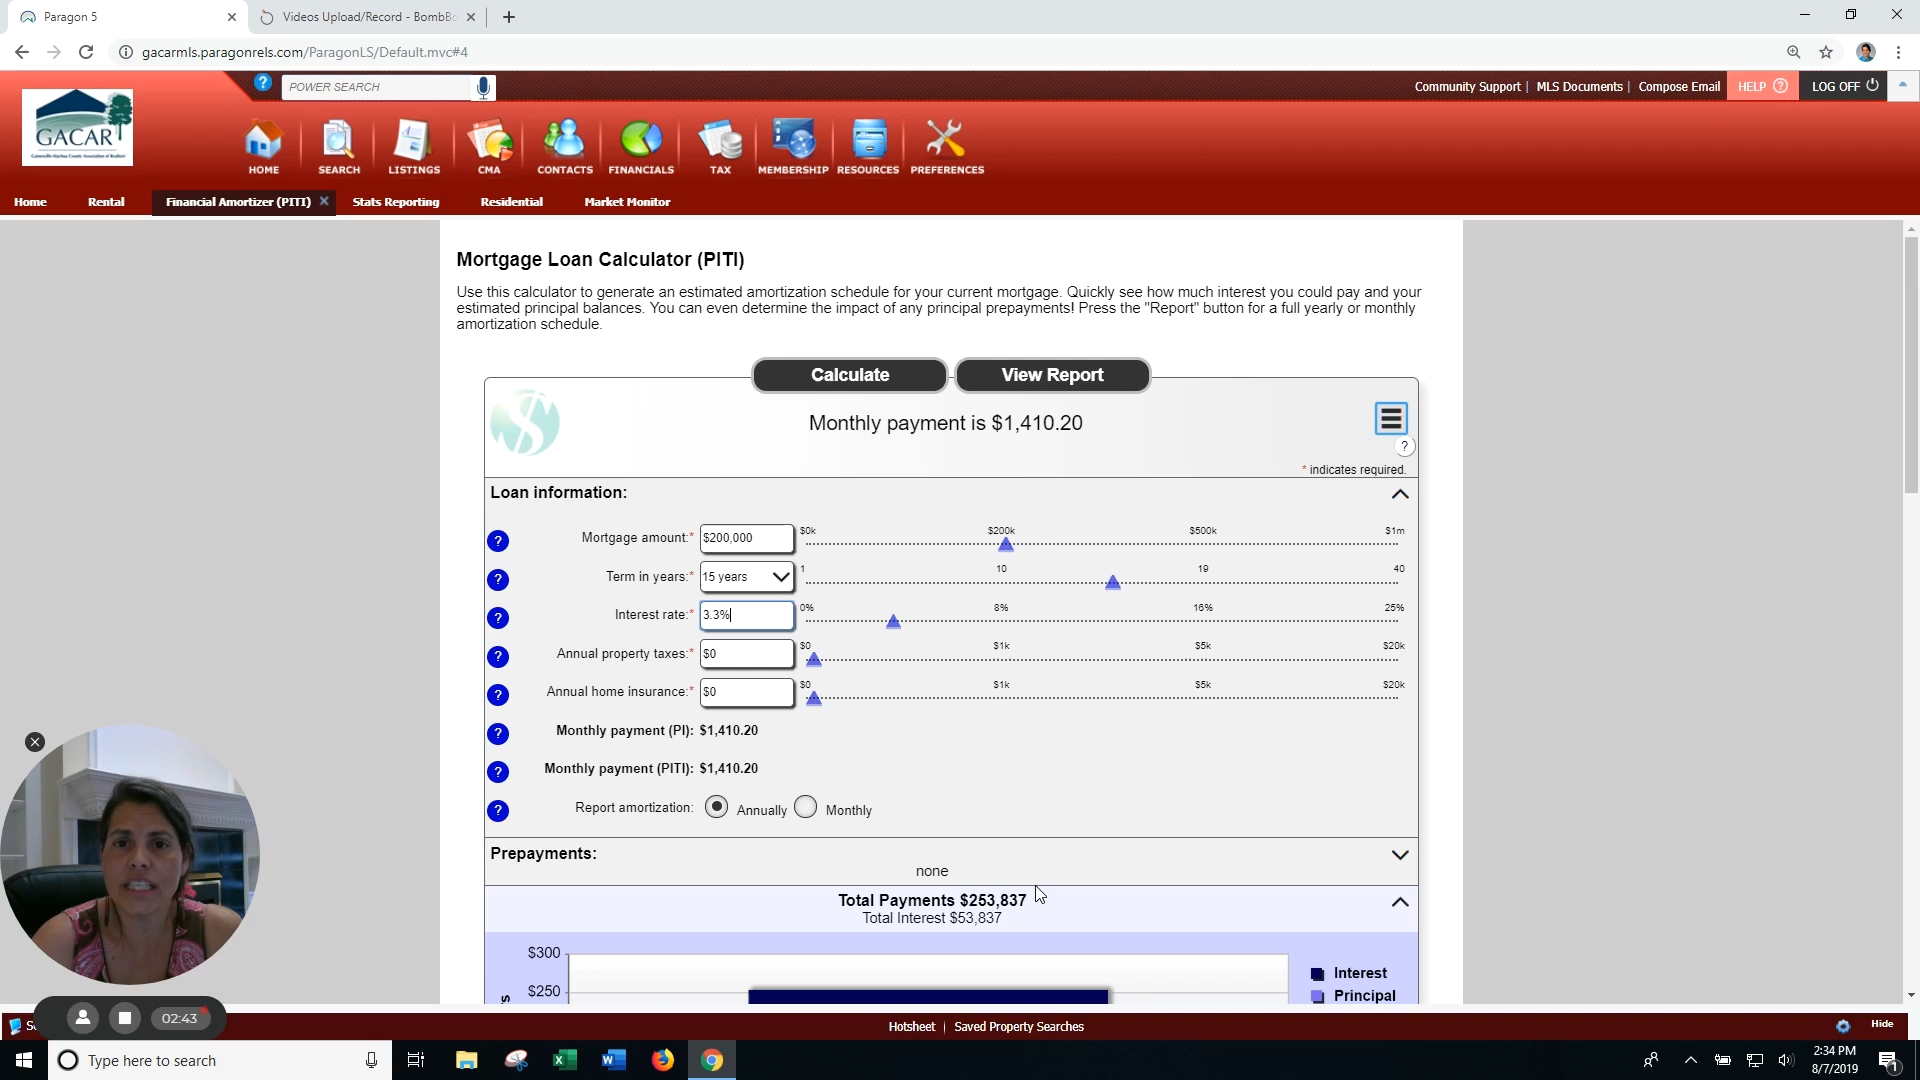 Paragon 5
Videos Upload/Record - BombBo
gacarmls.paragonrels.com/ParagonLS/Default.mvc#4
POWER SEARCH
Community Support | MLS Documents | Compose Email HELP LOG OFF
GACAR
HOME SEARCH LISTINGS CMA CONTACTS FINANCIALS TAX MEMBERSHIP RESOURCES PREFERENCES
Home Rental Financial Amortizer (PITI) Stats Reporting Residential Market Monitor
Mortgage Loan Calculator (PITI)
Use this calculator to generate an estimated amortization schedule for your current mortgage. Quickly see how much interest you could pay and your
estimated principal balances. You can even determine the impact of any principal prepayments! Press the "Report" button for a full yearly or monthly
amortization schedule.
Calculate View Report
Monthly payment is $1,410.20
?
* indicates required.
Loan information:
? Mortgage amount:* $200,000 $0k $200k $500k $1m
? Term in years:* 15 years 1 10 19 40
? Interest rate:* 3.3% 0% 8% 16% 25%
? Annual property taxes:* $0 $0 $1k $5k $20k
? Annual home insurance:* $0 $0 $1k $5k $20k
? Monthly payment (PI): $1,410.20
? Monthly payment (PITI): $1,410.20
? Report amortization: Annually Monthly
Prepayments:
none
Total Payments $253,837
Total Interest $53,837
$300
$250
Interest
Principal
02:43
Hotsheet | Saved Property Searches
Hide
Type here to search
2:34 PM
8/7/2019
1